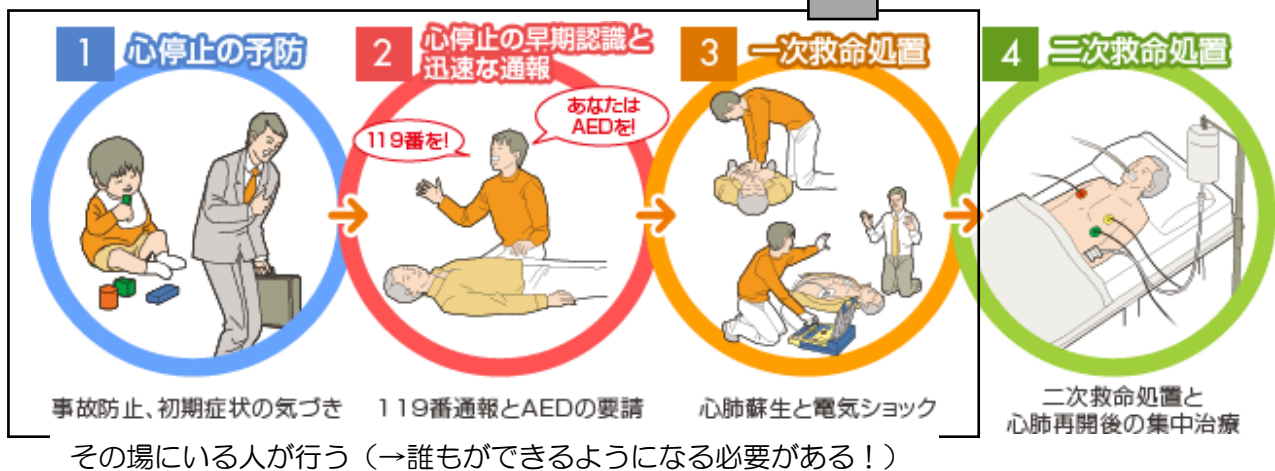 1 心停止の予防
2 心停止の早期認識と
迅速な通報
3 一次救命処置
4 二次救命処置
119番を!
あなたは
AEDを!
事故防止、初期症状の気づき
119番通報とAEDの要請
心肺蘇生と電気ショック
二次救命処置と
心肺再開後の集中治療
その場にいる人が行う（→誰もができるようになる必要がある！）